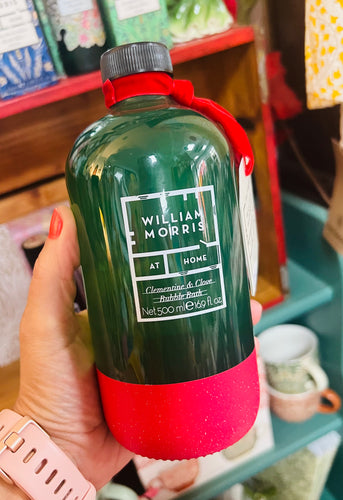 WILLIAM
MORRIS
AT HOME
Clementine & Clove
Bubble Bath
Net 500 ml e 16.9 fl. oz